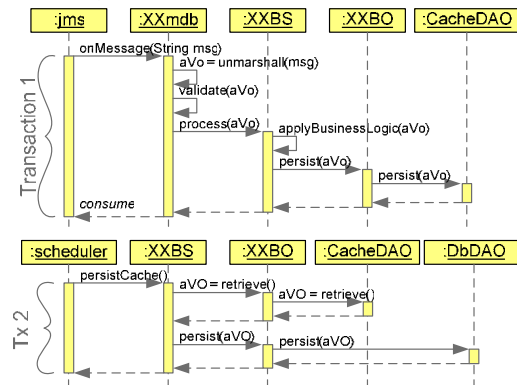 :jms :XXmdb :XXBS :XXBO :CacheDAO
onMessage(String msg)
aVo = unmarshall(msg)
validate(aVo)
process(aVo)
applyBusinessLogic(aVo)
persist(aVo)
persist(aVo)
consume
Transaction 1
:scheduler :XXBS :XXBO :CacheDAO :DbDAO
persistCache()
aVO = retrieve()
aVO = retrieve()
persist(aVO)
persist(aVO)
Tx 2